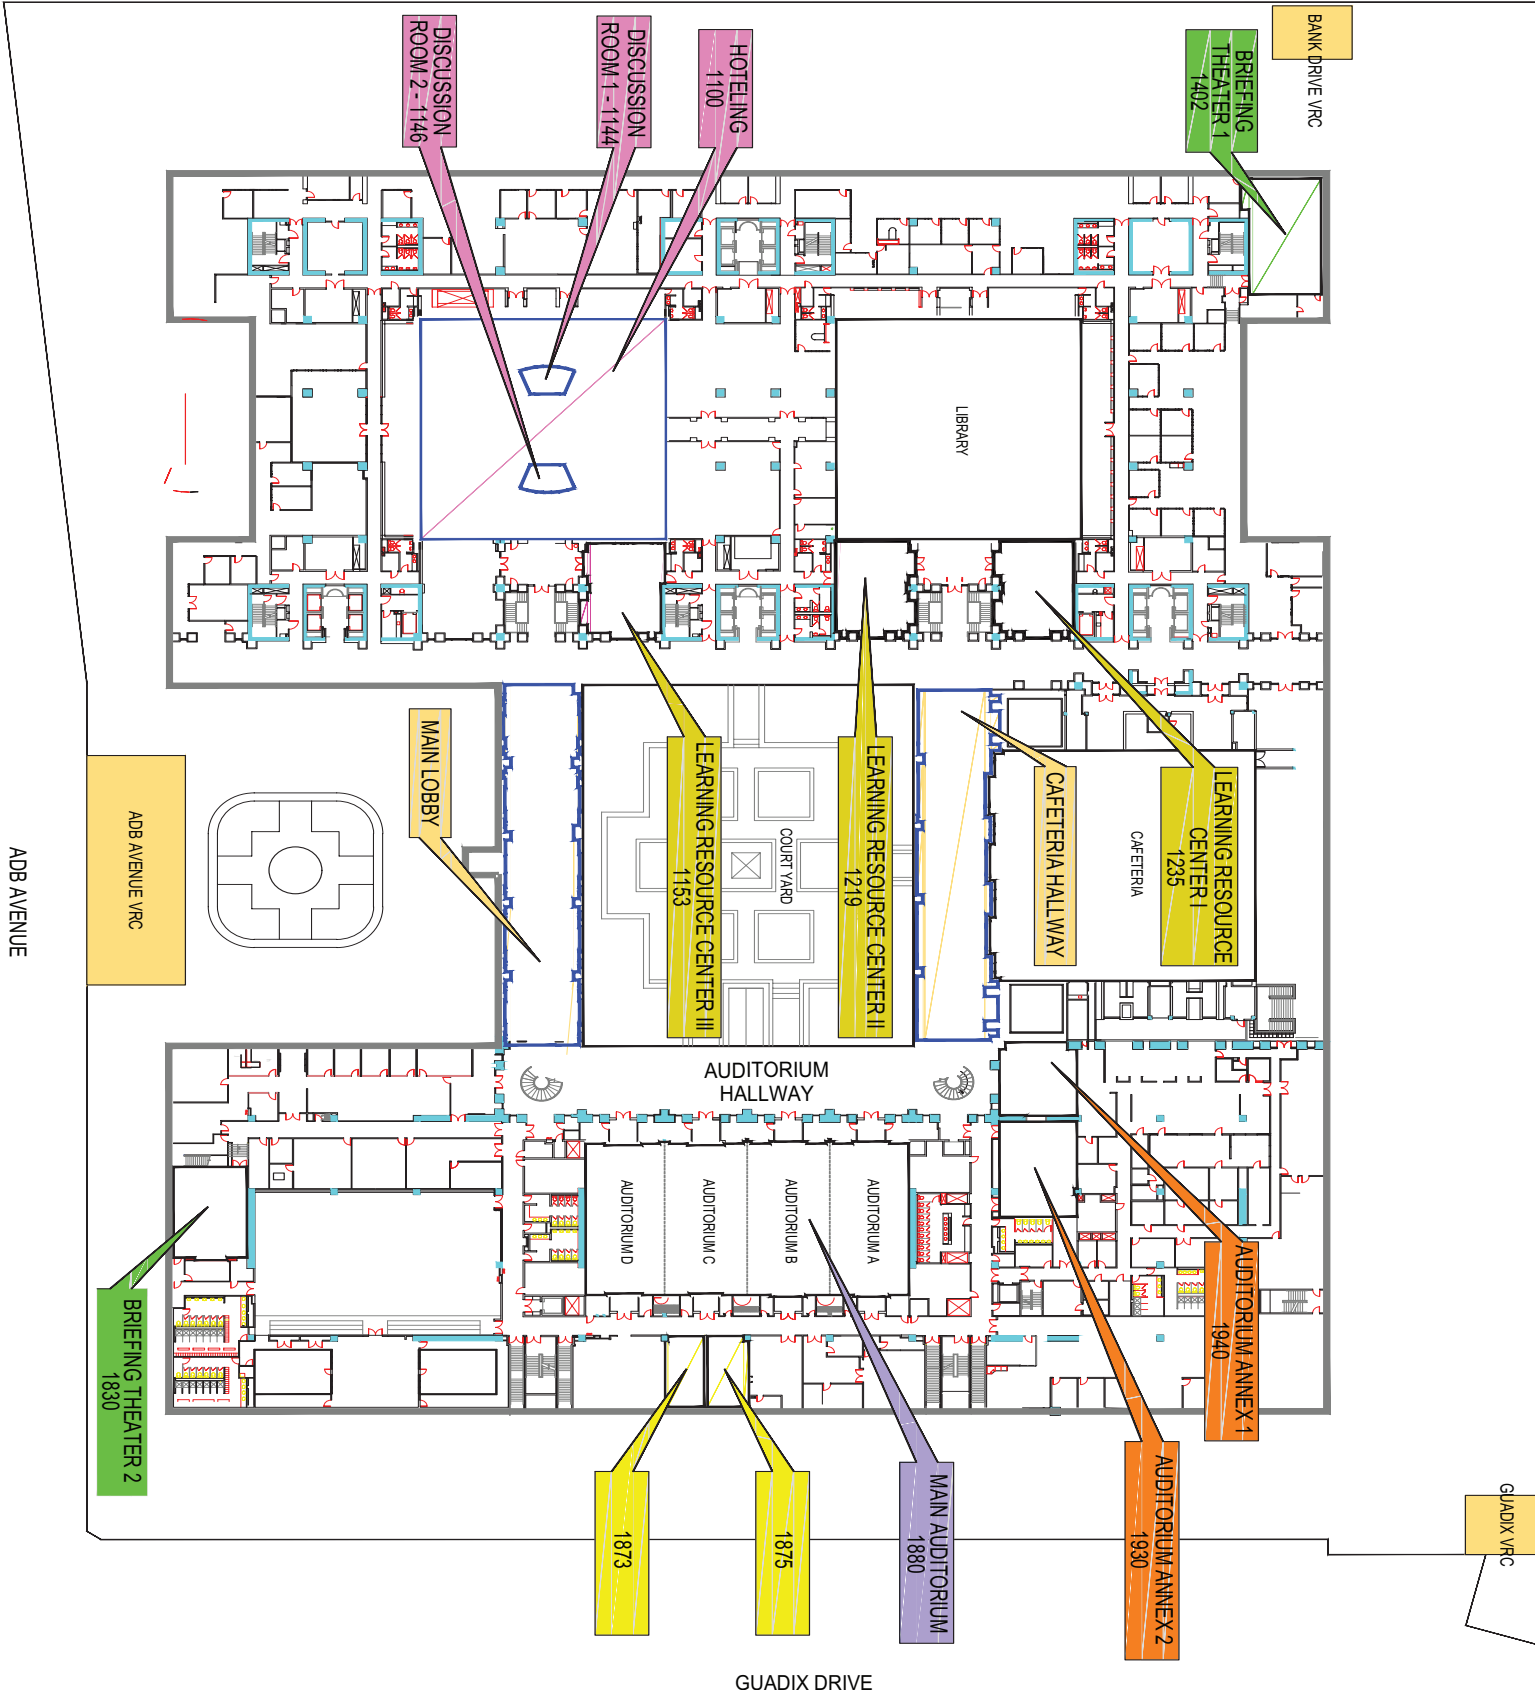 BANK DRIVE VRC
BRIEFING
THEATER 1
1402
HOTELING
1100
DISCUSSION
ROOM 1 - 1144
DISCUSSION
ROOM 2 - 1146
LIBRARY
LEARNING RESOURCE
CENTER I
1235
CAFETERIA
CAFETERIA HALLWAY
LEARNING RESOURCE CENTER II
1219
COURT YARD
LEARNING RESOURCE CENTER III
1153
MAIN LOBBY
ADB AVENUE VRC
ADB AVENUE
AUDITORIUM
HALLWAY
AUDITORIUM A
AUDITORIUM B
AUDITORIUM C
AUDITORIUM D
AUDITORIUM ANNEX 1
1940
AUDITORIUM ANNEX 2
1930
MAIN AUDITORIUM
1880
1875
1873
BRIEFING THEATER 2
1830
GUADIX VRC
GUADIX DRIVE